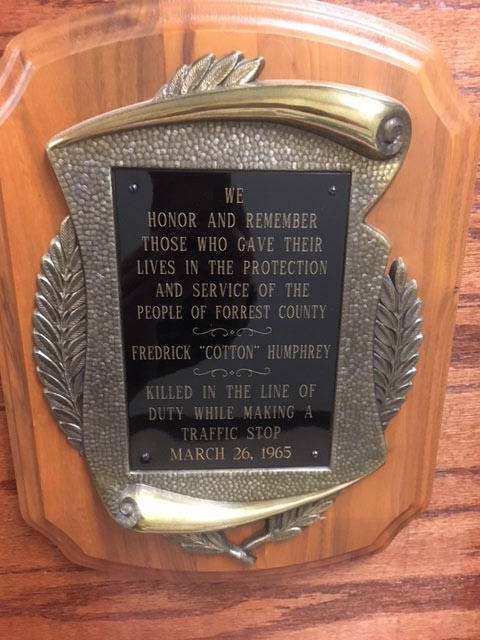 WE
HONOR AND REMEMBER
THOSE WHO GAVE THEIR
LIVES IN THE PROTECTION
AND SERVICE OF THE
PEOPLE OF FORREST COUNTY
FREDRICK "COTTON" HUMPHREY
KILLED IN THE LINE OF
DUTY WHILE MAKING A
TRAFFIC STOP
MARCH 26, 1965